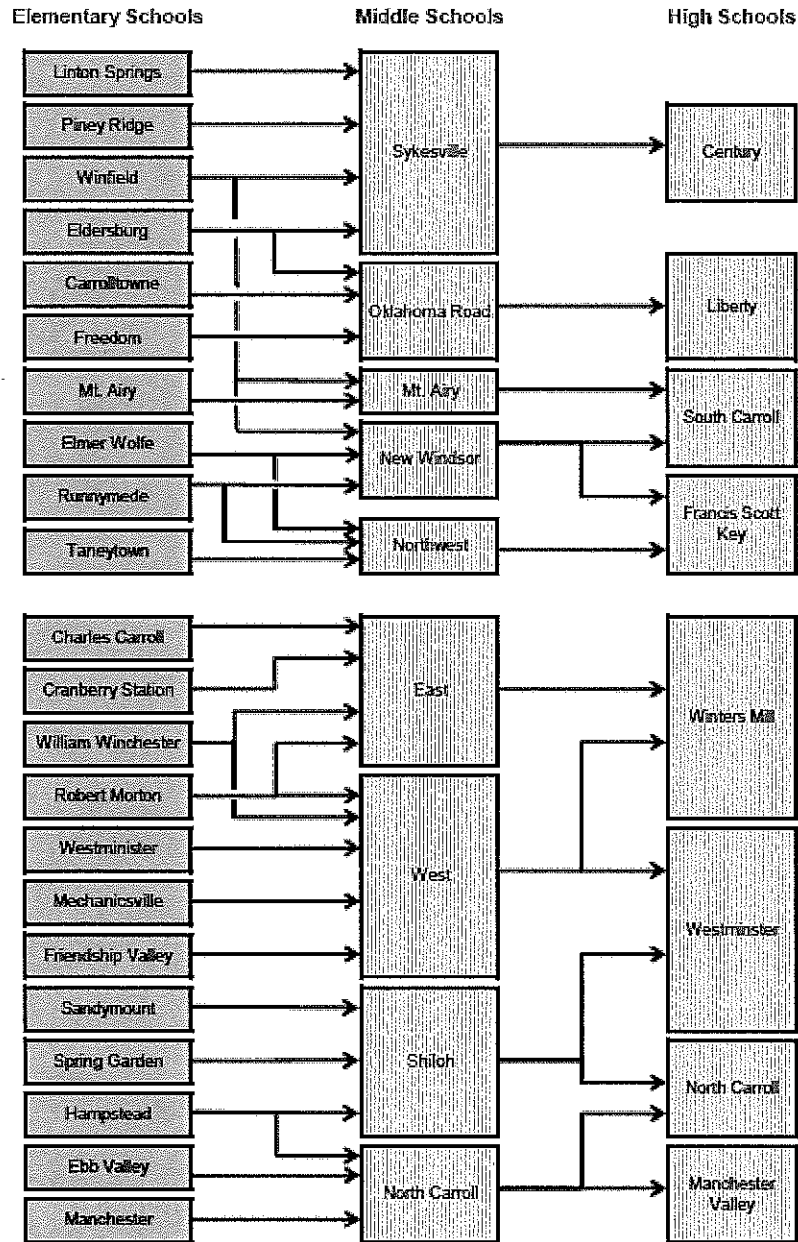 Elementary Schools
Middle Schools
High Schools
Linton Springs
Piney Ridge
Winfield
Eldersburg
Carrolltowne
Freedom
Mt. Airy
Elmer Wolfe
Runnymede
Taneytown
Sykesville
Oklahoma Road
Mt. Airy
New Windsor
Northwest
Century
Liberty
South Carroll
Francis Scott
Key
Charles Carroll
Cranberry Station
William Winchester
Robert Morton
Westminister
Mechanicsville
Friendship Valley
Sandymount
Spring Garden
Hampstead
Ebb Valley
Manchester
East
West
Shiloh
North Carroll
Winters Mill
Westminster
North Carroll
Manchester
Valley